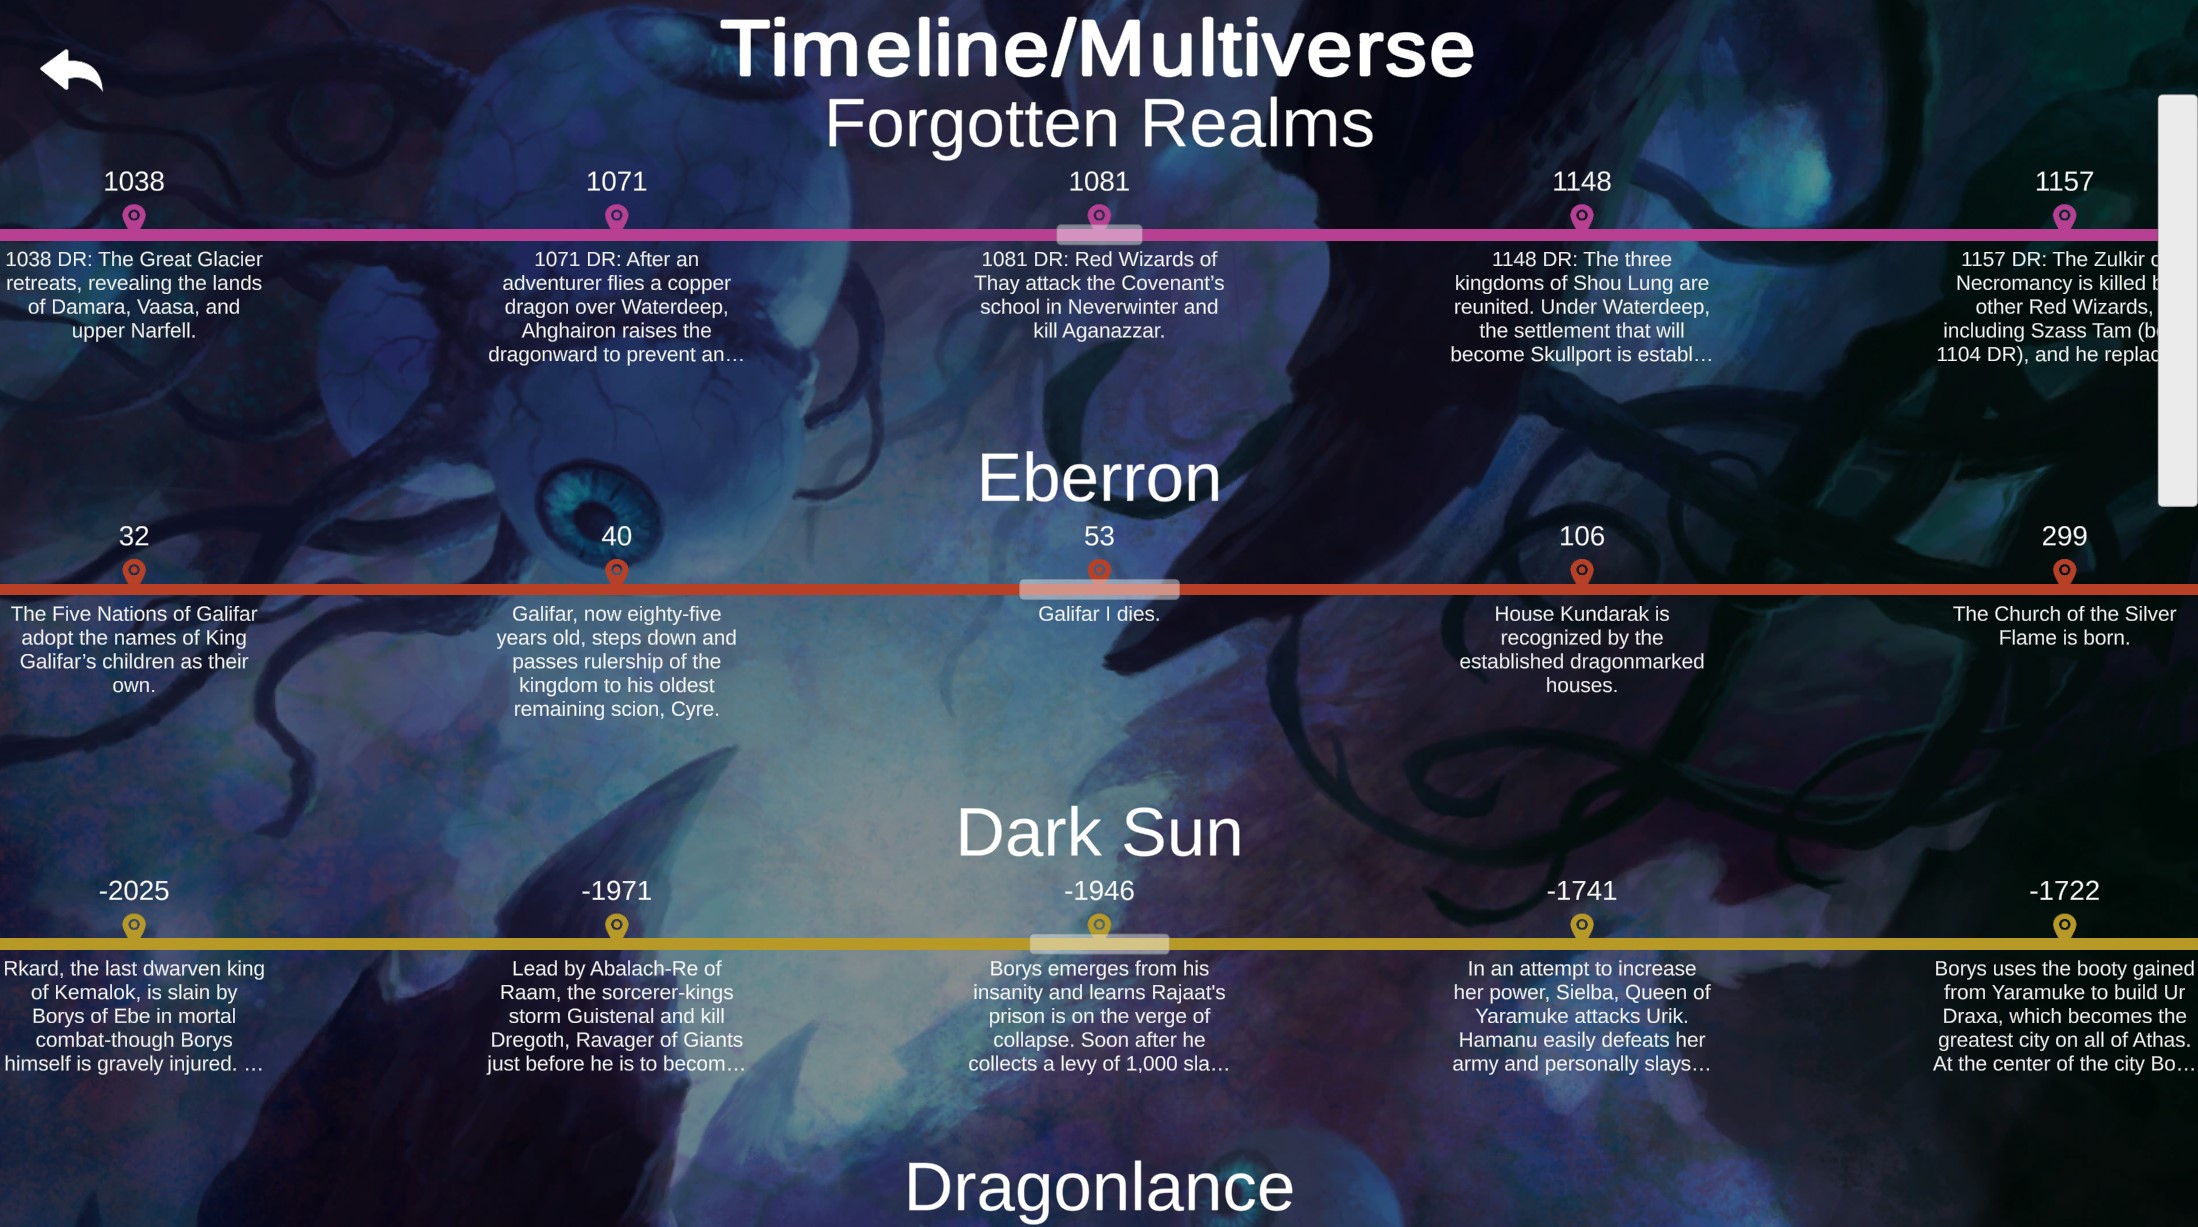 Timeline/Multiverse
Forgotten Realms
1038
1071
1081
1148
1157
1038 DR: The Great Glacier
retreats, revealing the lands
of Damara, Vaasa, and
upper Narfell.
1071 DR: After an
adventurer flies a copper
dragon over Waterdeep,
Ahghairon raises the
dragonward to prevent an…
1081 DR: Red Wizards of
Thay attack the Covenant's
school in Neverwinter and
kill Aganazzar.
1148 DR: The three
kingdoms of Shou Lung are
reunited. Under Waterdeep,
the settlement that will
become Skullport is establ…
1157 DR: The Zulkir
Necromancy is killed
other Red Wizards,
including Szass Tam
1104 DR), and he
Eberron
32
40
53
106
299
The Five Nations of Galifar
adopt the names of King
Galifar's children as their
own.
Galifar, now eighty-five
years old, steps down and
passes rulership of the
kingdom to his oldest
remaining scion, Cyre.
Galifar I dies.
House Kundarak is
recognized by the
established dragonmarked
houses.
The Church of the Silver
Flame is born.
Dark Sun
-2025
-1971
-1946
-1741
-1722
Rkard, the last dwarven king
of Kemalok, is slain by
Borys of Ebe in mortal
combat-though Borys
himself is gravely injured. …
Lead by Abalach-Re of
Raam, the sorcerer-kings
storm Guistenal and kill
Dregoth, Ravager of Giants
just before he is to becom…
Borys emerges from his
insanity and learns Rajaat's
prison is on the verge of
collapse. Soon after he
collects a levy of 1,000 sla…
In an attempt to increase
her power, Sielba, Queen of
Yaramuke attacks Urik.
Hamanu easily defeats her
army and personally slays…
Borys uses the booty gained
from Yaramuke to build Ur
Draxa, which becomes the
greatest city on all of Athas.
At the center of the city Bo…
Dragonlance